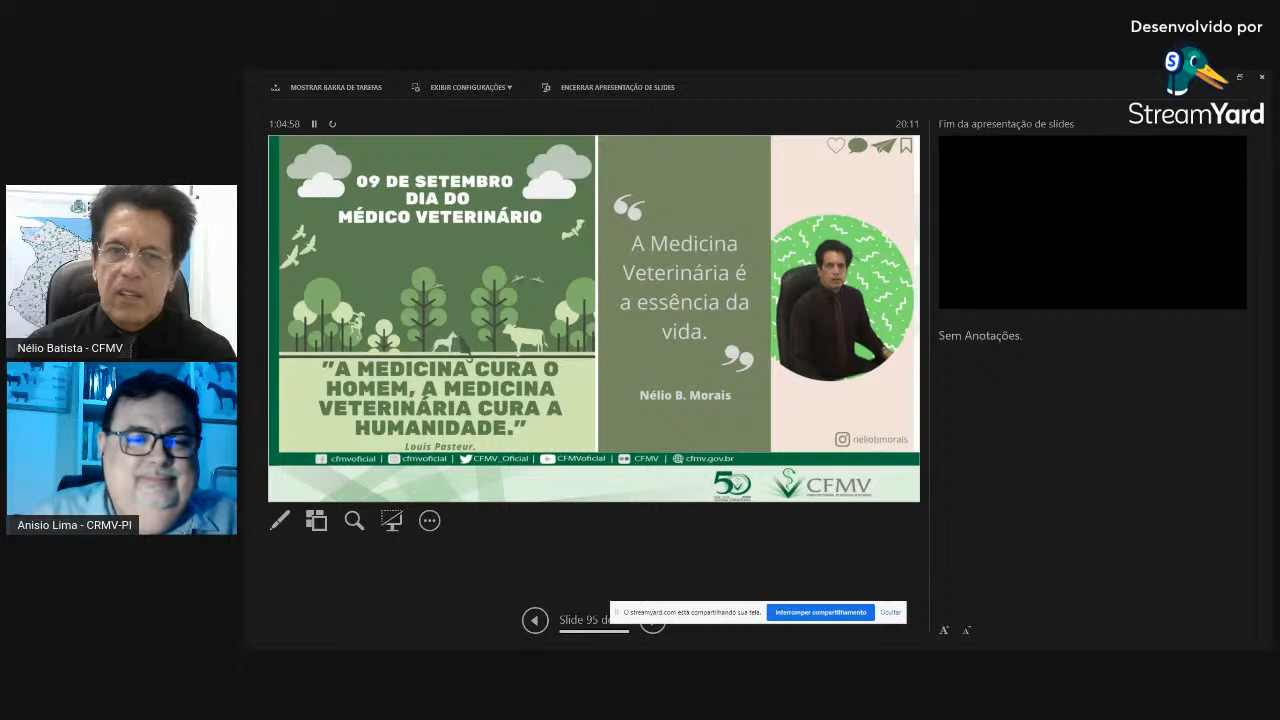 Desenvolvido por
StreamYard
MOSTRAR BARRA DE TAREFAS
EXIBIR CONFIGURAÇÕES ▾
ENCERRAR APRESENTAÇÃO DE SLIDES
1:04:58
20:11
Fim da apresentação de slides
09 DE SETEMBRO
DIA DO
MÉDICO VETERINÁRIO
"A MEDICINA CURA O
HOMEM, A MEDICINA
VETERINÁRIA CURA A
HUMANIDADE."
Louis Pasteur.
“
A Medicina
Veterinária é
a essência da
vida.
”
Nélio B. Morais
neliobmorais
cfmvoficial | cfmvoficial | CFMV_Oficial | CFMVoficial | CFMV | cfmv.gov.br
50
CFMV
Sem Anotações.
Nélio Batista - CFMV
Anisio Lima - CRMV-PI
O streamyard.com está compartilhando sua tela.
Interromper compartilhamento
Ocultar
Slide 95 d
A A